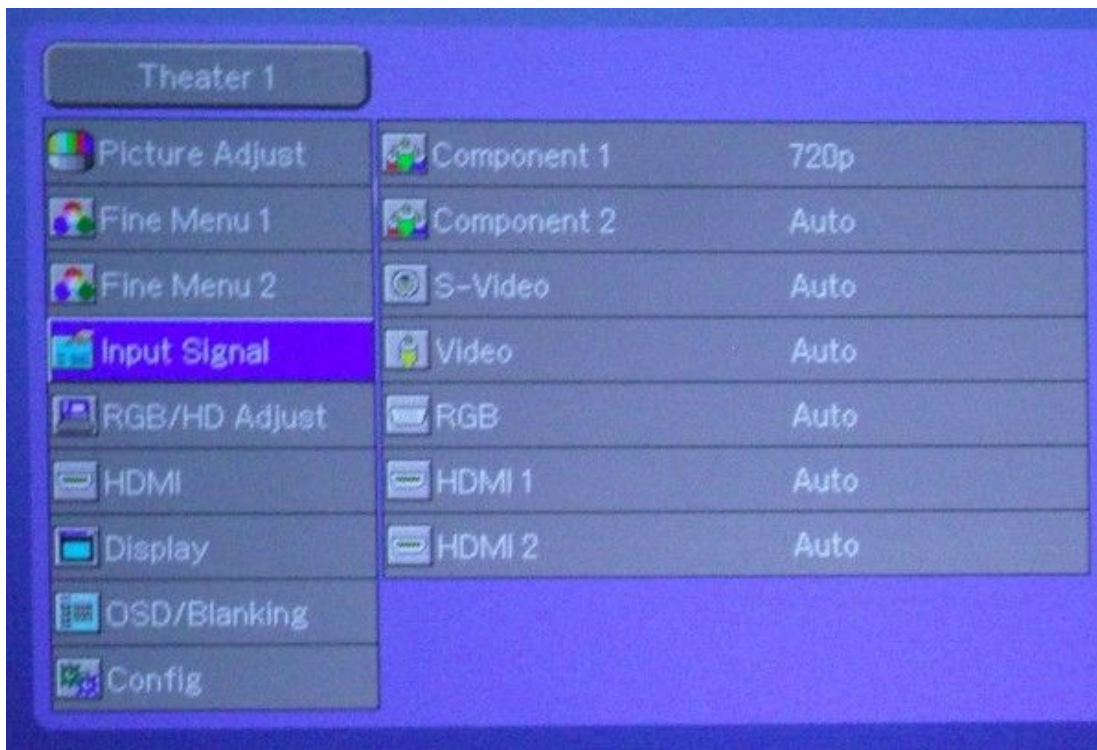 Theater 1
Picture Adjust
Fine Menu 1
Fine Menu 2
Input Signal
RGB/HD Adjust
HDMI
Display
OSD/Blanking
Config
Component 1 720p
Component 2 Auto
S-Video Auto
Video Auto
RGB Auto
HDMI 1 Auto
HDMI 2 Auto